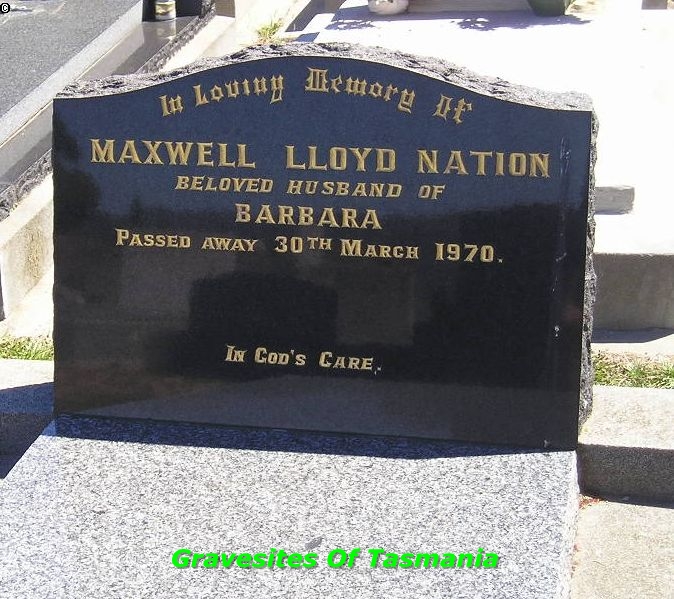 ©
In Loving Memory Of
MAXWELL LLOYD NATION
BELOVED HUSBAND OF
BARBARA
PASSED AWAY 30TH MARCH 1970.
IN GOD'S CARE.
Gravesites Of Tasmania